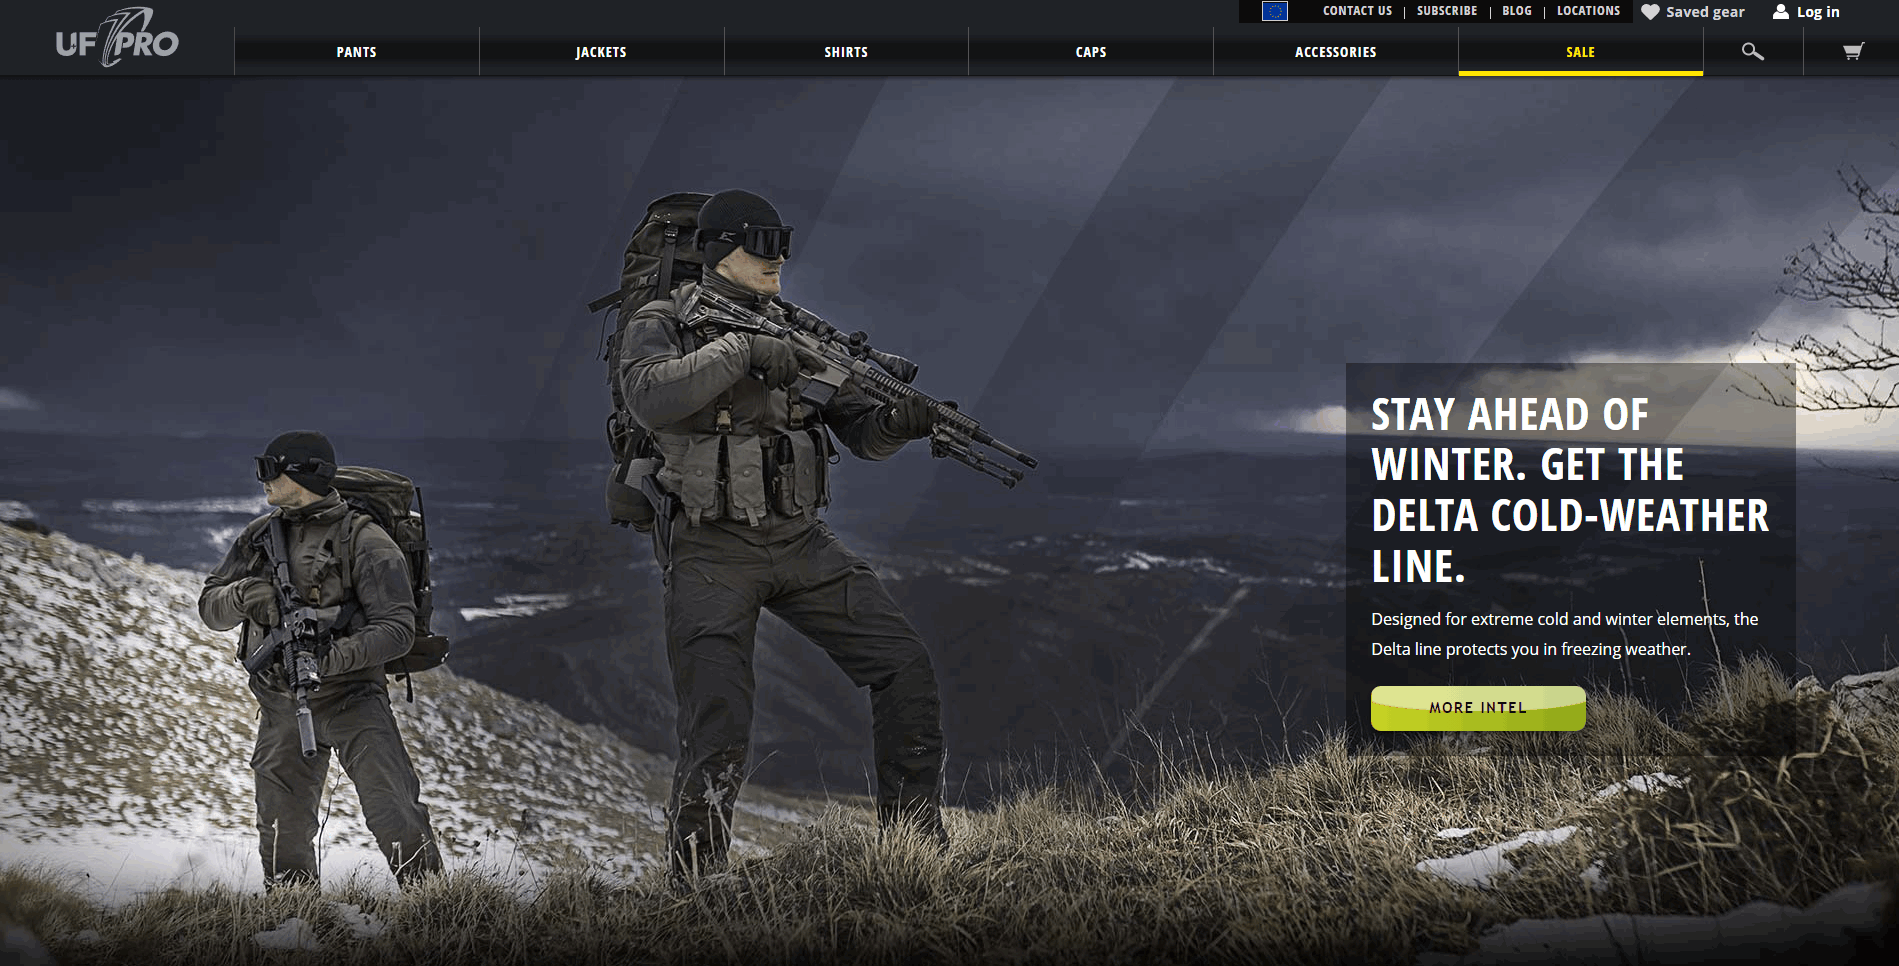 UF PRO
CONTACT US
SUBSCRIBE
BLOG
LOCATIONS
Saved gear
Log in
PANTS
JACKETS
SHIRTS
CAPS
ACCESSORIES
SALE
STAY AHEAD OF
WINTER. GET THE
DELTA COLD-WEATHER
LINE.
Designed for extreme cold and winter elements, the
Delta line protects you in freezing weather.
MORE INTEL